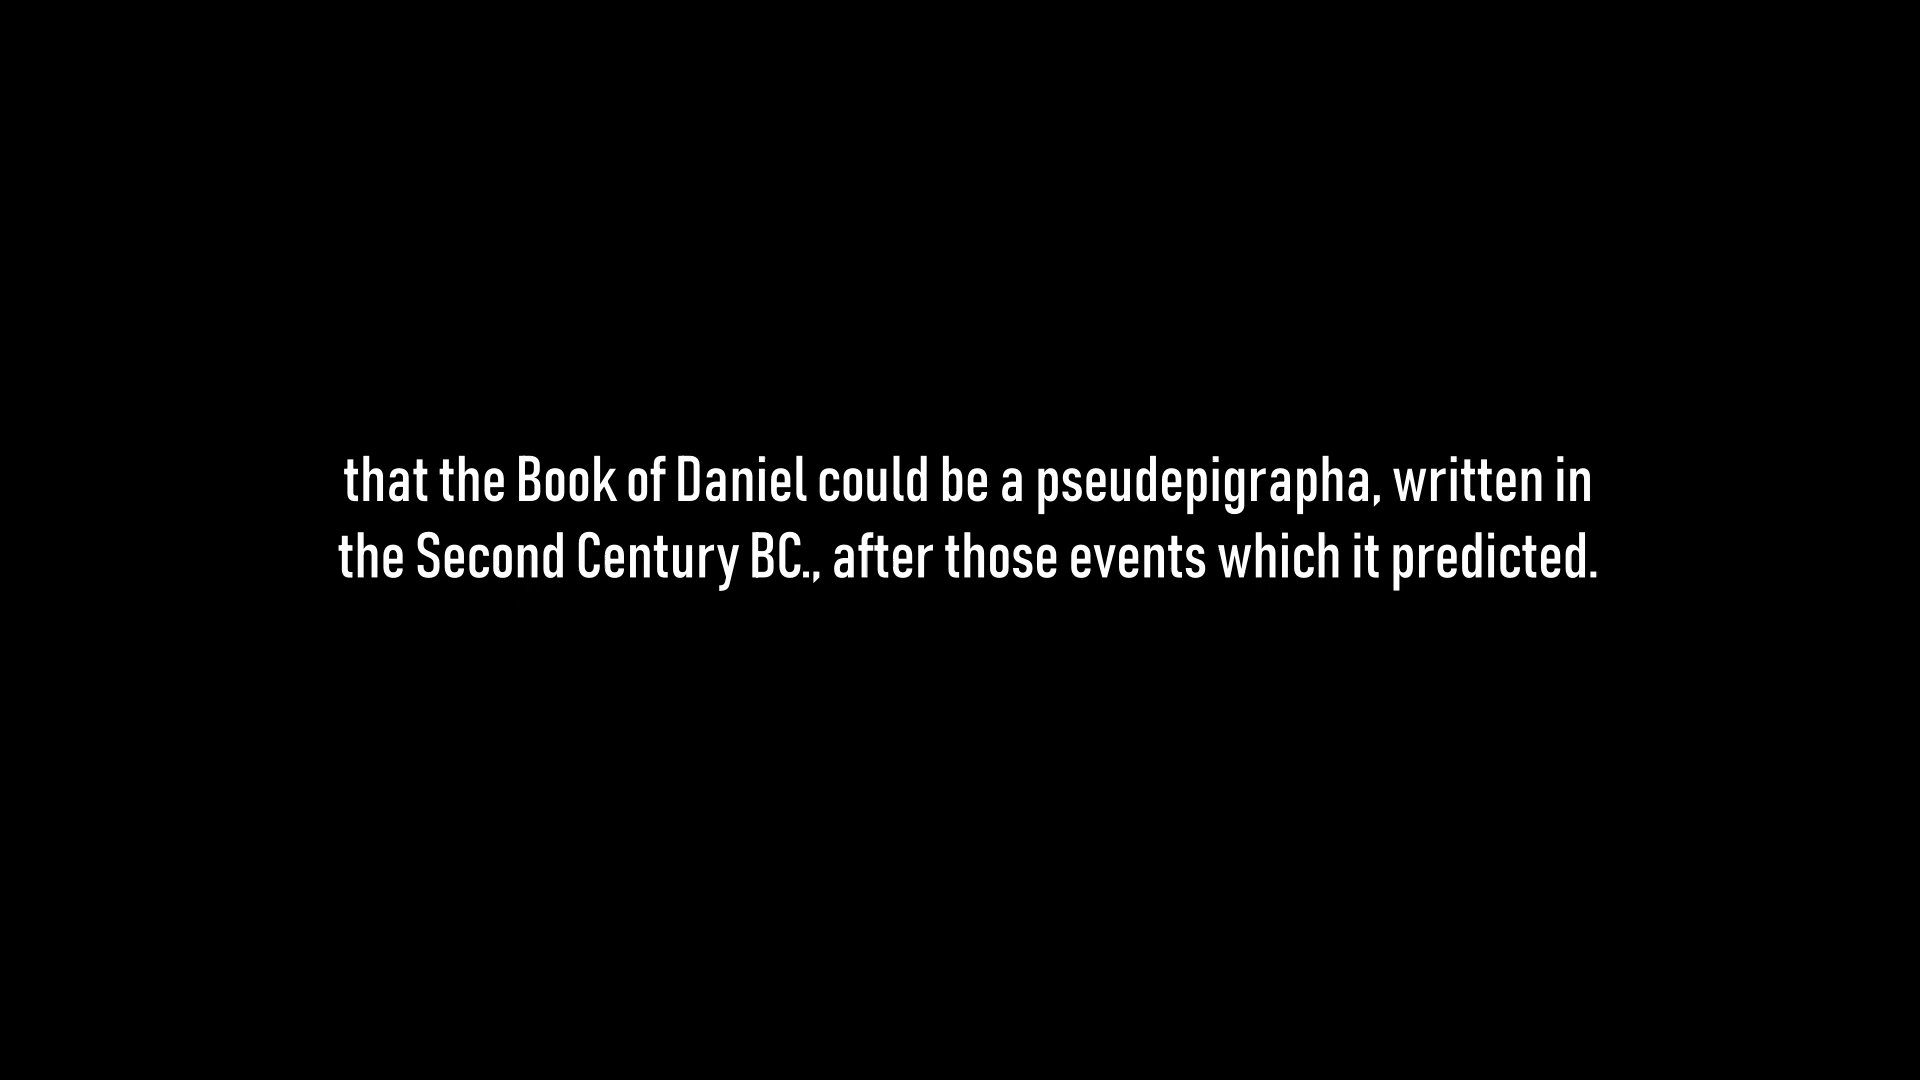 that the Book of Daniel could be a pseudepigrapha, written in
the Second Century BC., after those events which it predicted.